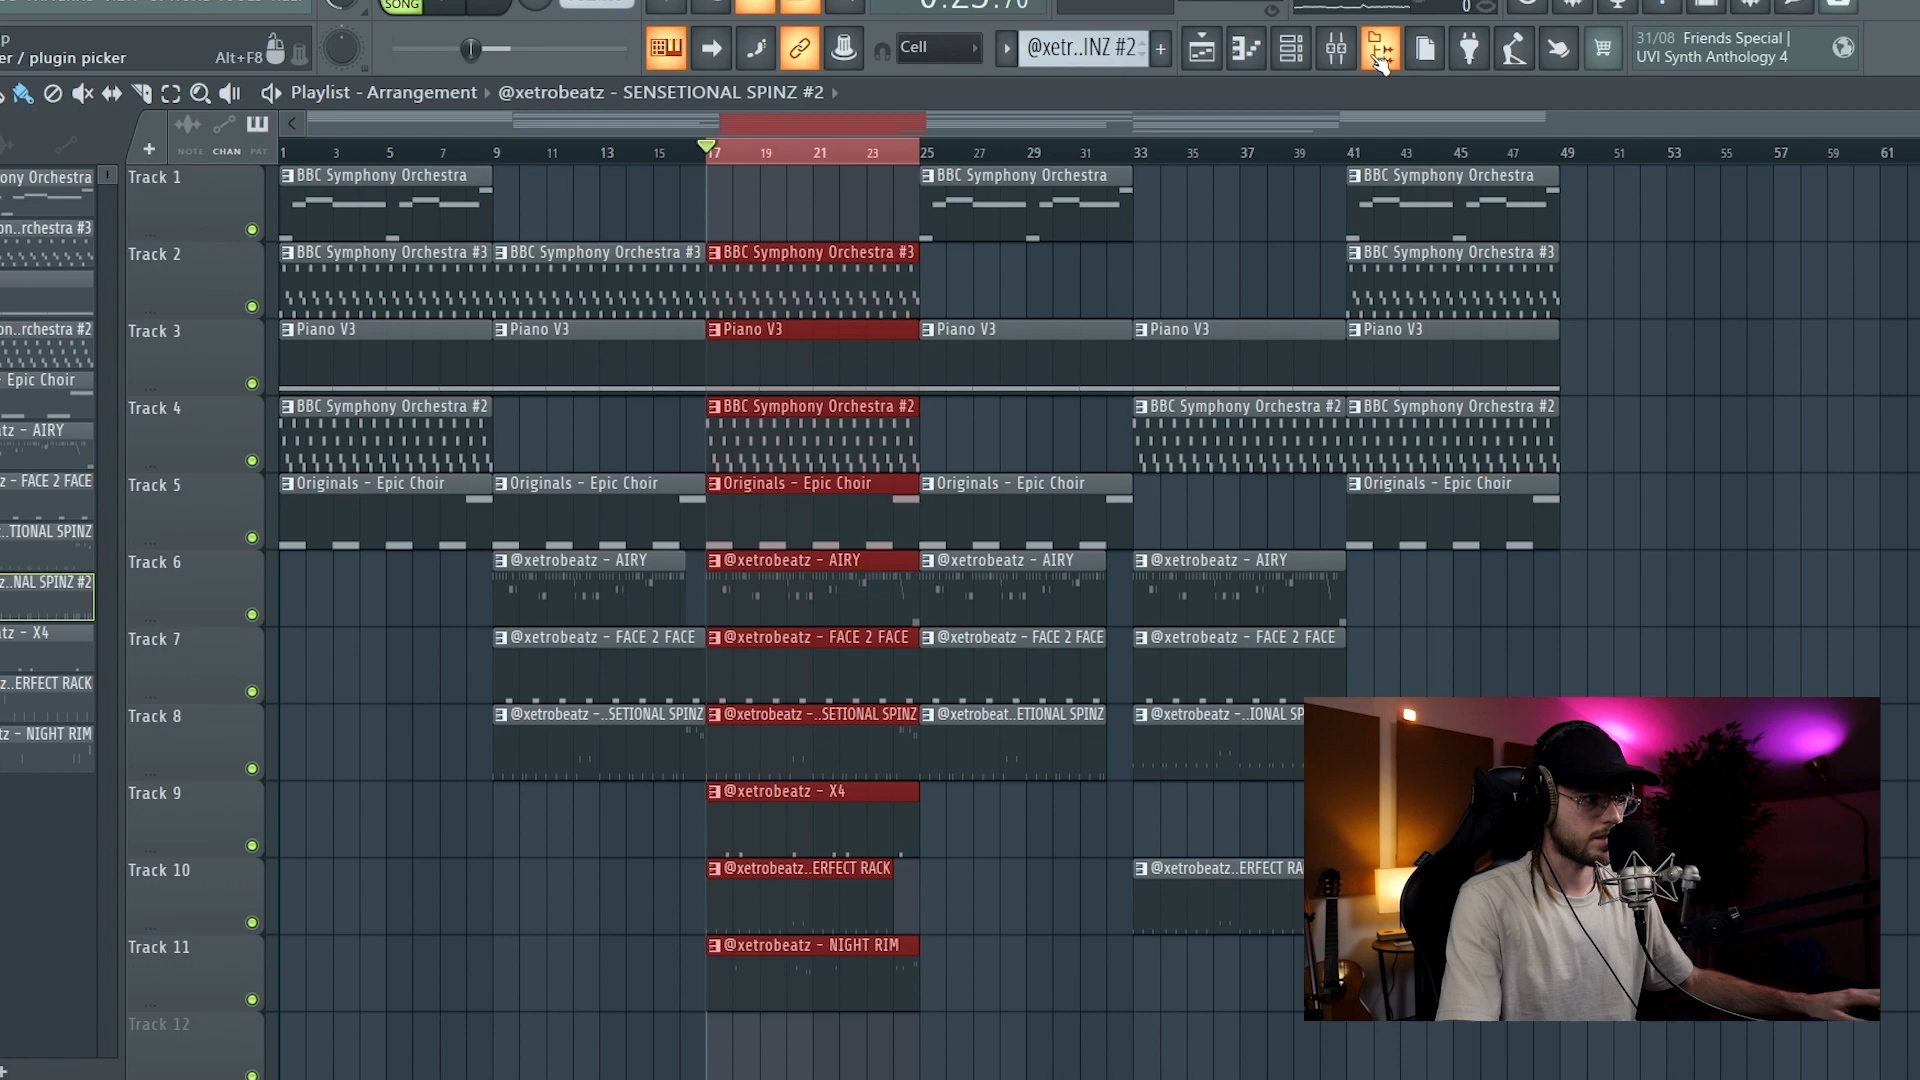 SONG
p
er / plugin picker
Alt+F8
Cell
@xetr..INZ #2
+
31/08 Friends Special |
UVI Synth Anthology 4
Playlist - Arrangement
@xetrobeatz - SENSETIONAL SPINZ #2
NOTE CHAN PAT
1 3 5 7 9 11 13 15 17 19 21 23 25 27 29 31 33 35 37 39 41 43 45 47 49 51 53 55 57 59 61
ony Orchestra
on..rchestra #3
on..rchestra #2
Epic Choir
atz - AIRY
z - FACE 2 FACE
..TIONAL SPINZ
z..NAL SPINZ #2
atz - X4
z..ERFECT RACK
tz - NIGHT RIM
Track 1
BBC Symphony Orchestra
BBC Symphony Orchestra
BBC Symphony Orchestra
Track 2
BBC Symphony Orchestra #3
BBC Symphony Orchestra #3
BBC Symphony Orchestra #3
BBC Symphony Orchestra #3
Track 3
Piano V3
Piano V3
Piano V3
Piano V3
Piano V3
Piano V3
Track 4
BBC Symphony Orchestra #2
BBC Symphony Orchestra #2
BBC Symphony Orchestra #2
BBC Symphony Orchestra #2
Track 5
Originals - Epic Choir
Originals - Epic Choir
Originals - Epic Choir
Originals - Epic Choir
Originals - Epic Choir
Track 6
@xetrobeatz - AIRY
@xetrobeatz - AIRY
@xetrobeatz - AIRY
@xetrobeatz - AIRY
Track 7
@xetrobeatz - FACE 2 FACE
@xetrobeatz - FACE 2 FACE
@xetrobeatz - FACE 2 FACE
@xetrobeatz - FACE 2 FACE
Track 8
@xetrobeatz -..SETIONAL SPINZ
@xetrobeatz -..SETIONAL SPINZ
@xetrobeat..ETIONAL SPINZ
@xetrobeatz -..IONAL SP
Track 9
@xetrobeatz - X4
Track 10
@xetrobeatz..ERFECT RACK
@xetrobeatz..ERFECT RA
Track 11
@xetrobeatz - NIGHT RIM
Track 12